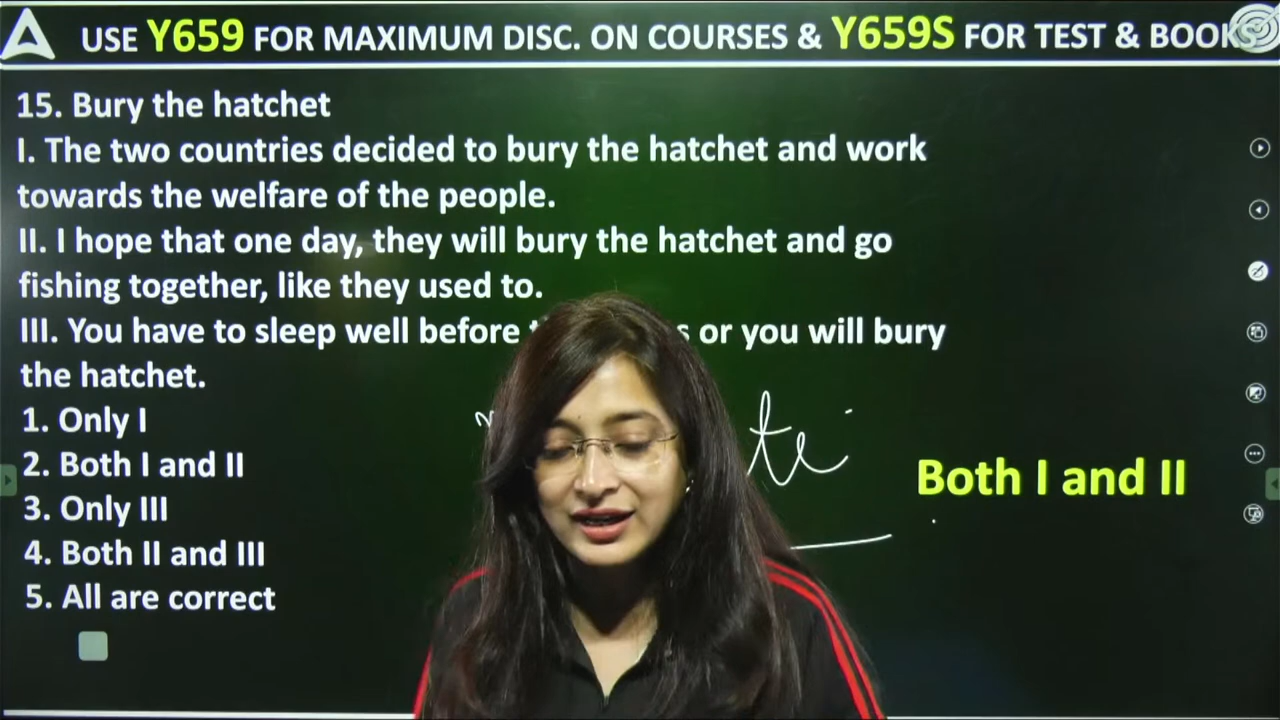 USE Y659 FOR MAXIMUM DISC. ON COURSES & Y659S FOR TEST & BOOKS
15. Bury the hatchet
I. The two countries decided to bury the hatchet and work
towards the welfare of the people.
II. I hope that one day, they will bury the hatchet and go
fishing together, like they used to.
III. You have to sleep well before or you will bury
the hatchet.
1. Only I
2. Both I and II
3. Only III
4. Both II and III
5. All are correct
Both I and II